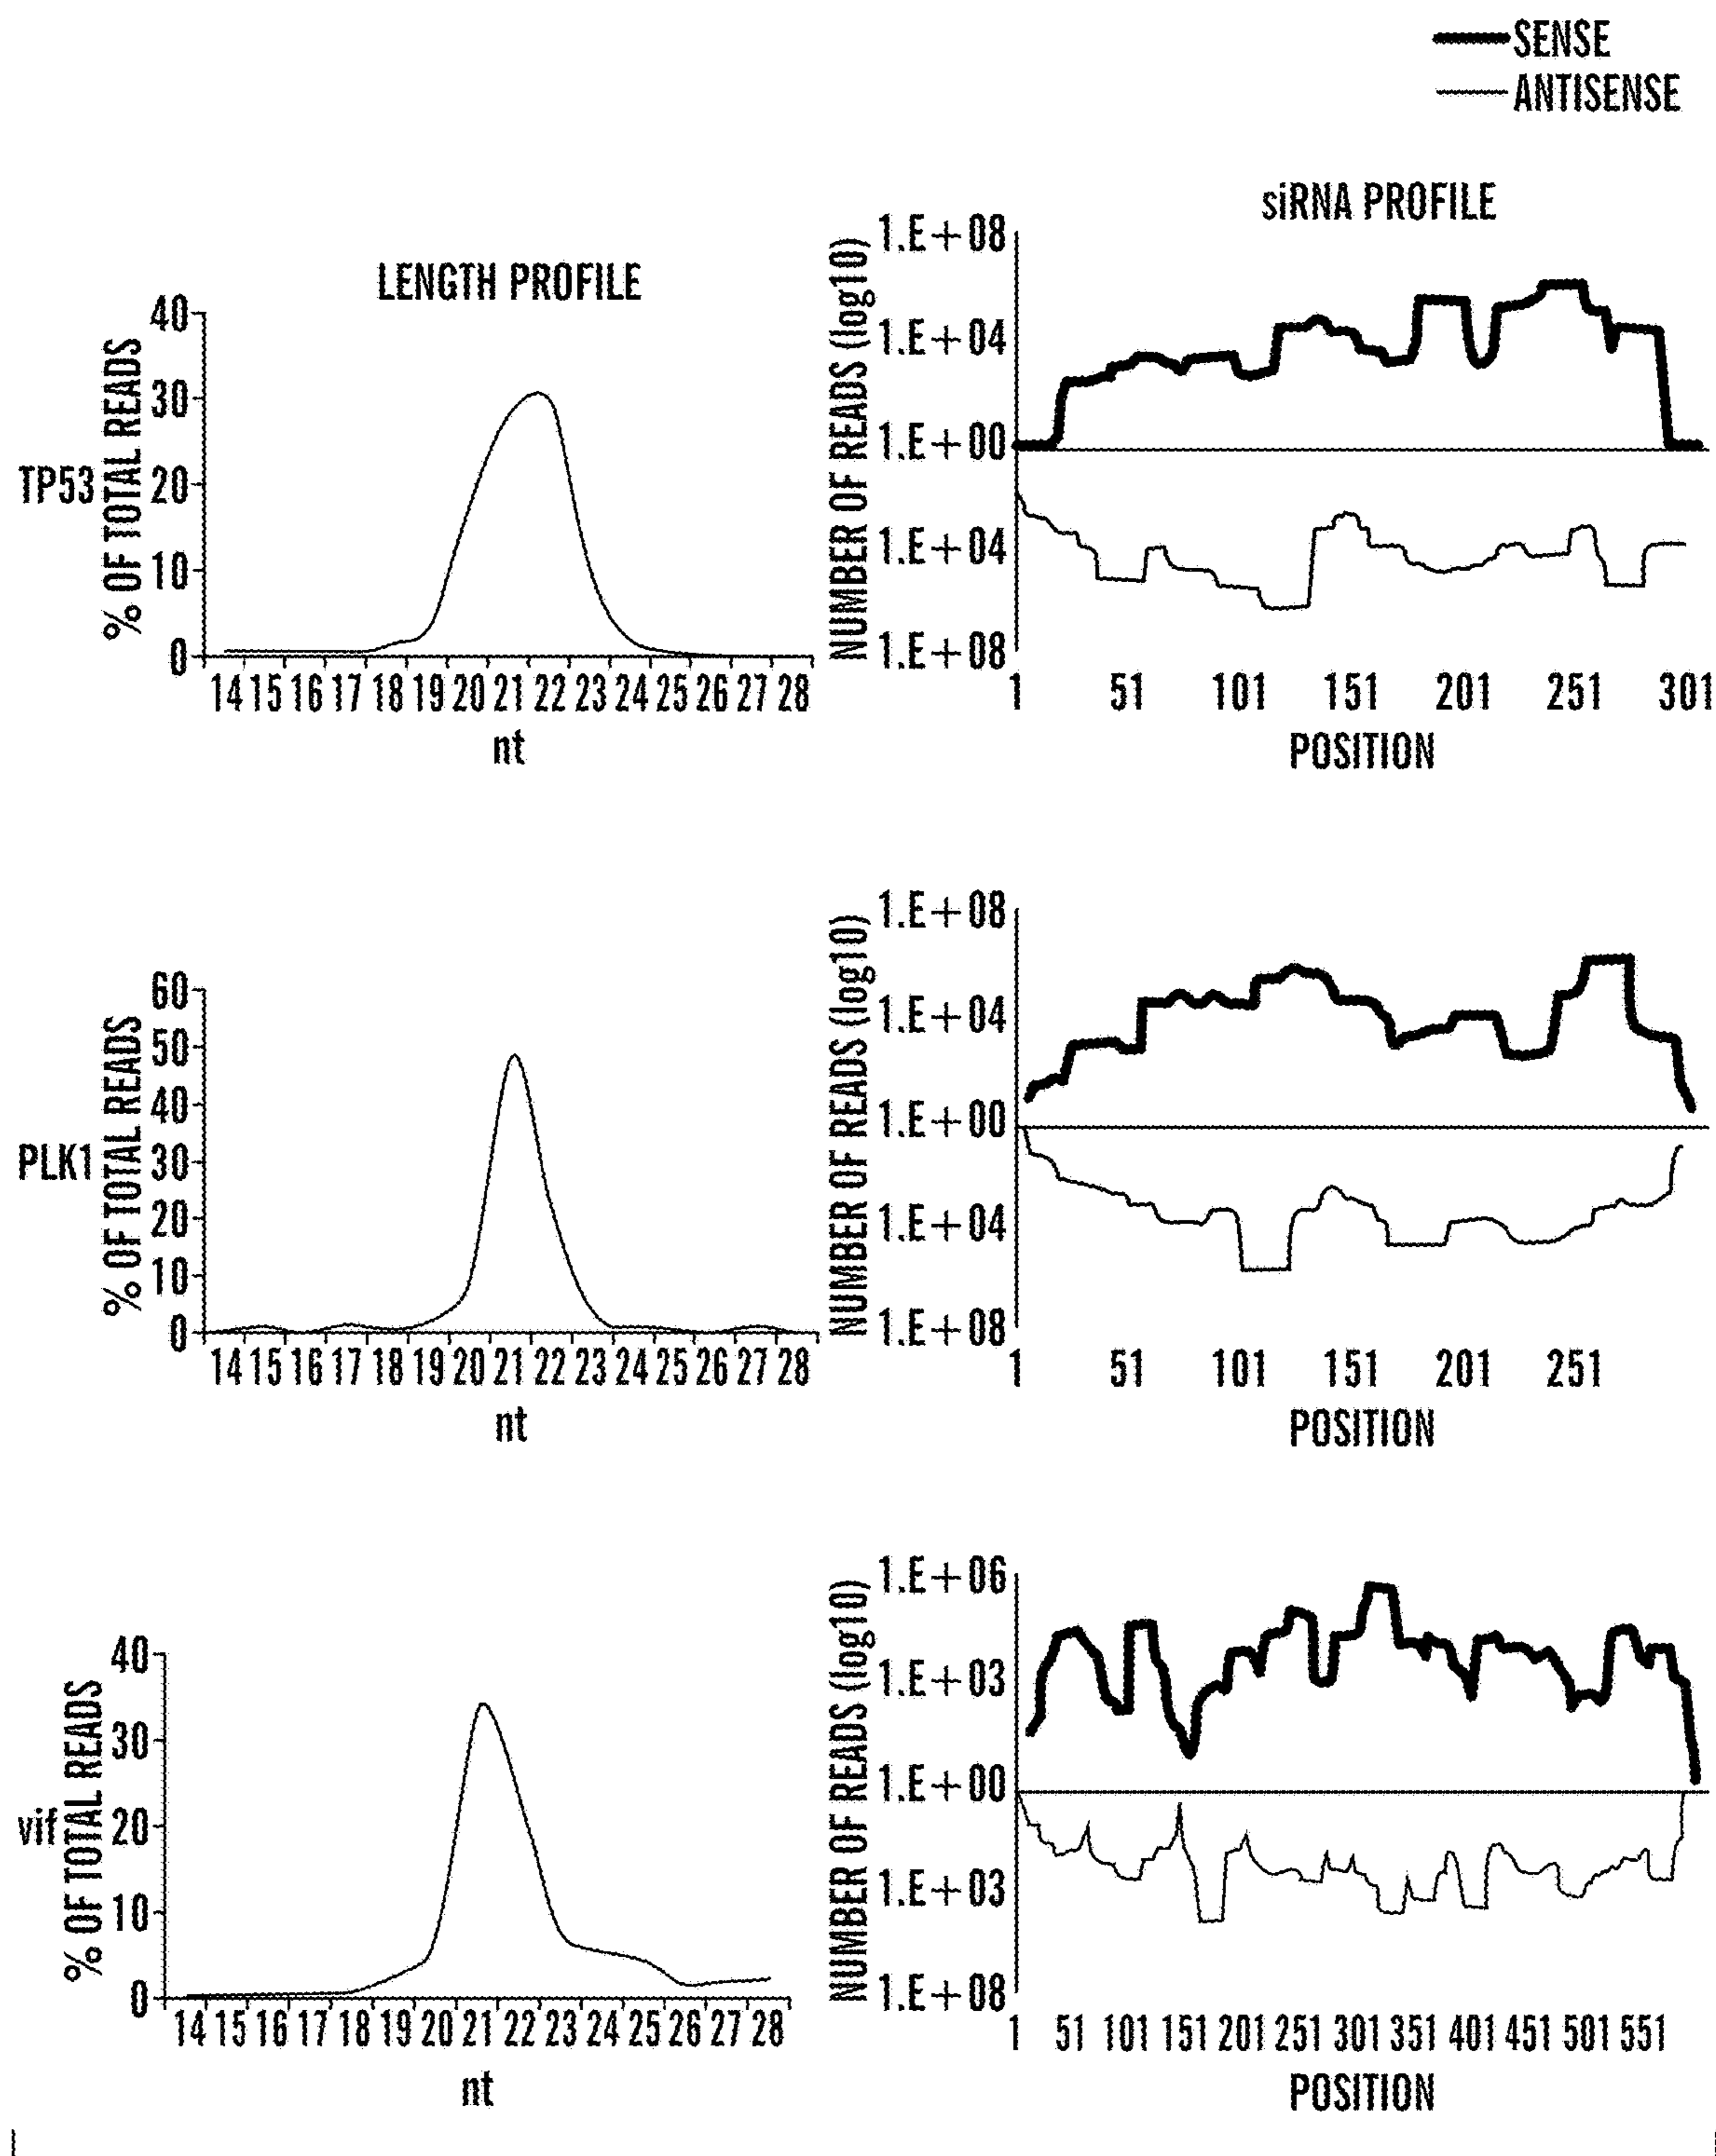 SENSE
ANTISENSE
LENGTH PROFILE
siRNA PROFILE
TP53
% OF TOTAL READS
40
30
20
10
0
14 15 16 17 18 19 20 21 22 23 24 25 26 27 28
nt
NUMBER OF READS (log10)
1.E+08
1.E+04
1.E+00
1.E+04
1.E+08
1 51 101 151 201 251 301
POSITION
PLK1
% OF TOTAL READS
60
50
40
30
20
10
0
14 15 16 17 18 19 20 21 22 23 24 25 26 27 28
nt
NUMBER OF READS (log10)
1.E+08
1.E+04
1.E+00
1.E+04
1.E+08
1 51 101 151 201 251
POSITION
vif
% OF TOTAL READS
40
30
20
10
0
14 15 16 17 18 19 20 21 22 23 24 25 26 27 28
nt
NUMBER OF READS (log10)
1.E+06
1.E+03
1.E+00
1.E+03
1.E+08
1 51 101 151 201 251 301 351 401 451 501 551
POSITION